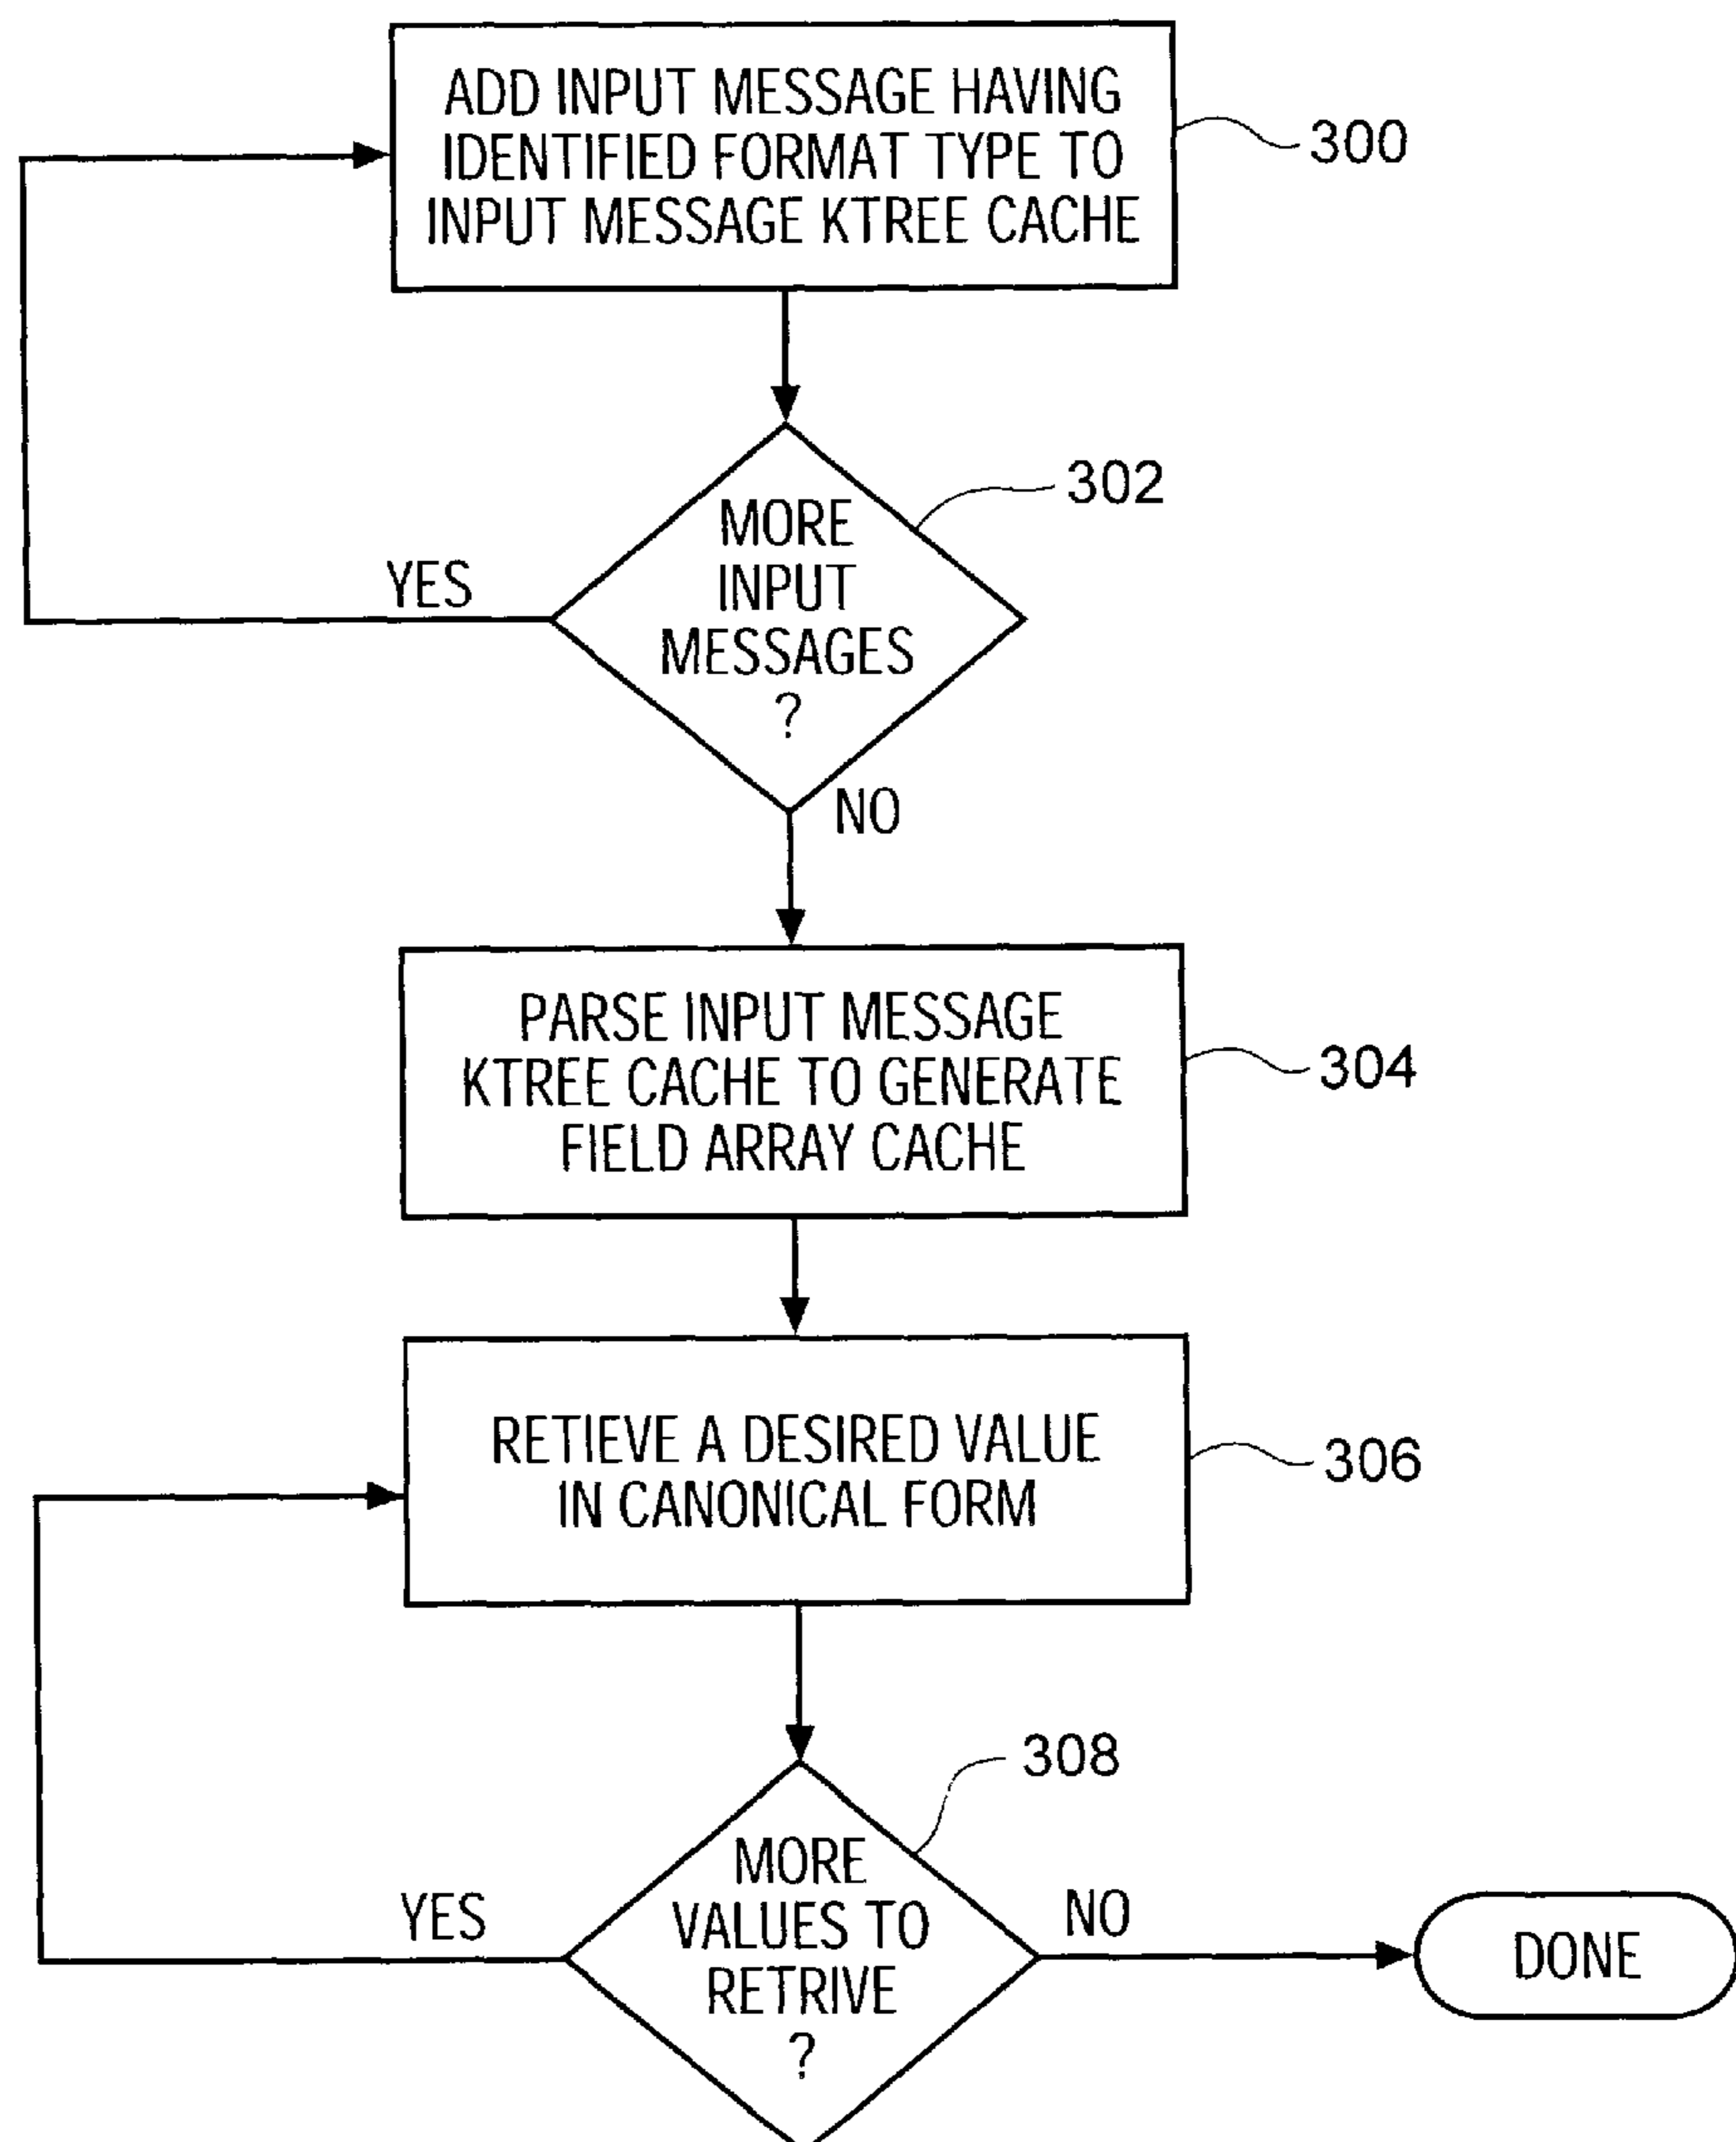 ADD INPUT MESSAGE HAVING
IDENTIFIED FORMAT TYPE TO
INPUT MESSAGE KTREE CACHE
300
302
MORE
INPUT
MESSAGES
?
YES
NO
PARSE INPUT MESSAGE
KTREE CACHE TO GENERATE
FIELD ARRAY CACHE
304
RETIEVE A DESIRED VALUE
IN CANONICAL FORM
306
308
MORE
VALUES TO
RETRIVE
?
YES
NO
DONE